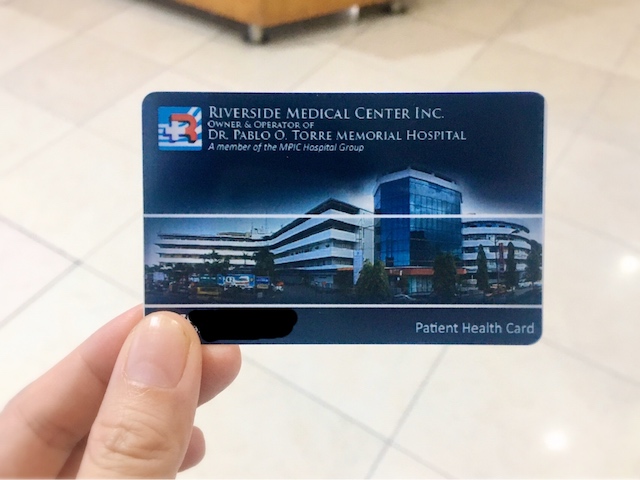 RIVERSIDE MEDICAL CENTER INC.
OWNER & OPERATOR OF
DR. PABLO O. TORRE MEMORIAL HOSPITAL
A member of the MPIC Hospital Group
Patient Health Card